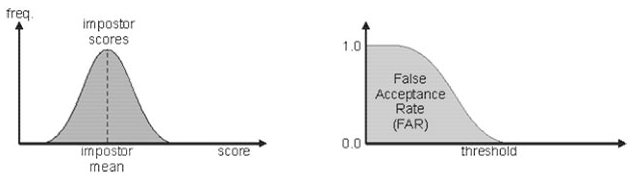 freq.
impostor
scores
impostor
mean
score
1.0
False
Acceptance
Rate
(FAR)
0.0
threshold